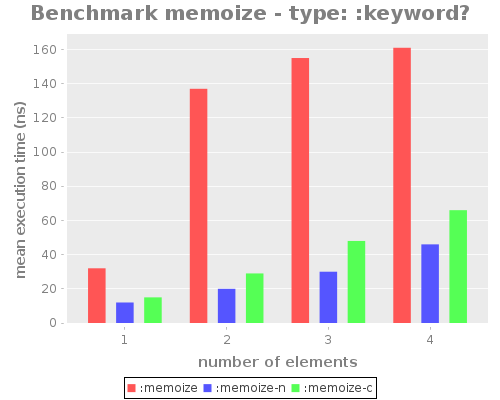 Benchmark memoize - type: :keyword?
mean execution time (ns)
160
140
120
100
80
60
40
20
0
1 2 3 4
number of elements
:memoize :memoize-n :memoize-c